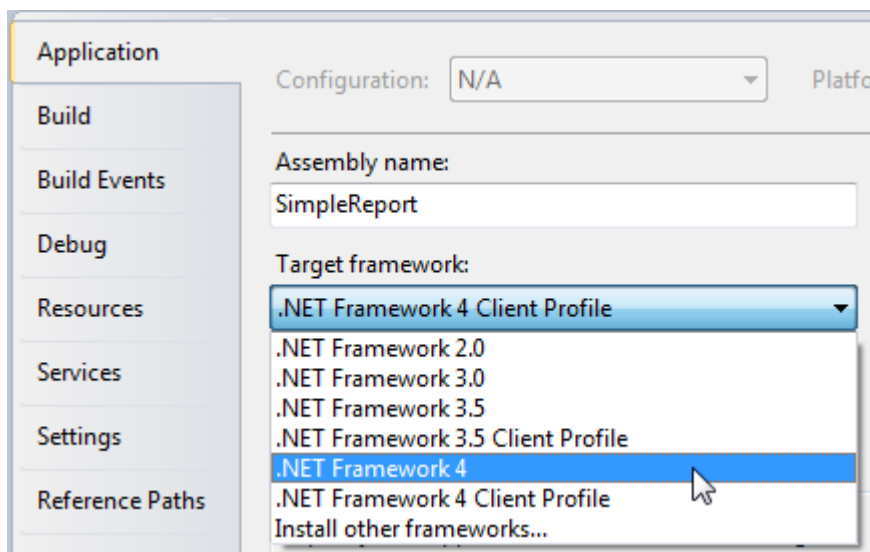 Application
Build
Build Events
Debug
Resources
Services
Settings
Reference Paths
Configuration: N/A
Assembly name:
SimpleReport
Target framework:
.NET Framework 4 Client Profile
.NET Framework 2.0
.NET Framework 3.0
.NET Framework 3.5
.NET Framework 3.5 Client Profile
.NET Framework 4
.NET Framework 4 Client Profile
Install other frameworks...